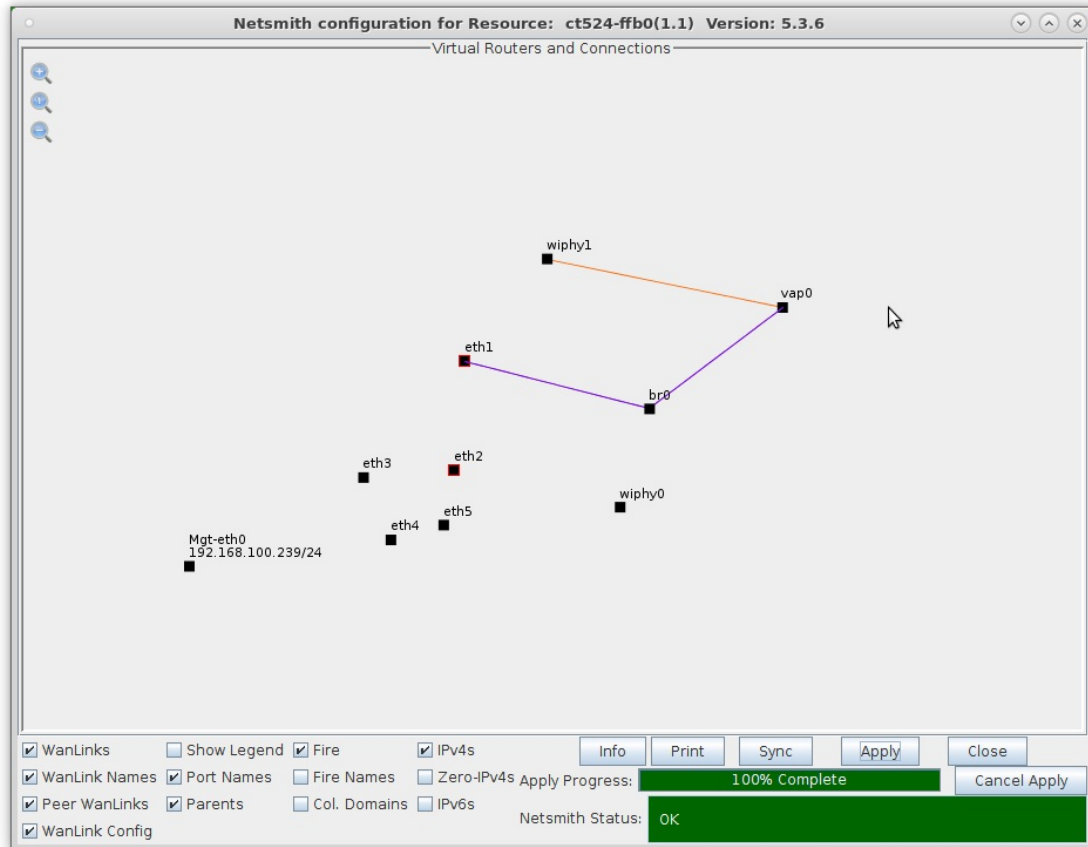 Netsmith configuration for Resource: ct524-ffb0(1.1) Version: 5.3.6
Virtual Routers and Connections
wiphy1
vap0
eth1
br0
eth2
eth3
wiphy0
eth5
eth4
Mgt-eth0
192.168.100.239/24
WanLinks Show Legend Fire IPv4s Info Print Sync Apply Close
WanLink Names Port Names Fire Names Zero-IPv4s Apply Progress: 100% Complete Cancel Apply
Peer WanLinks Parents Col. Domains IPv6s Netsmith Status: OK
WanLink Config